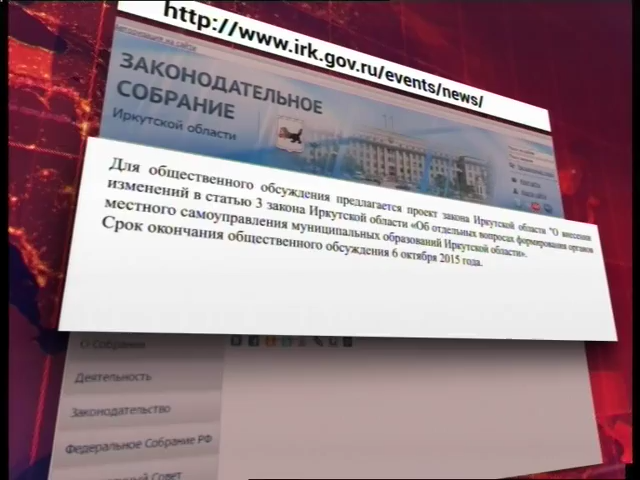 http://www.irk.gov.ru/events/news/
ЗАКОНОДАТЕЛЬНОЕ
СОБРАНИЕ
Иркутской области
Для общественного обсуждения предлагается проект закона Иркутской области "О внесении
изменений в статью 3 закона Иркутской области «Об отдельных вопросах формирования органов
местного самоуправления муниципальных образований Иркутской области».
Срок окончания общественного обсуждения 6 октября 2015 года.
О Собрании
Деятельность
Законодательство
Федеральное Собрание РФ
Совет